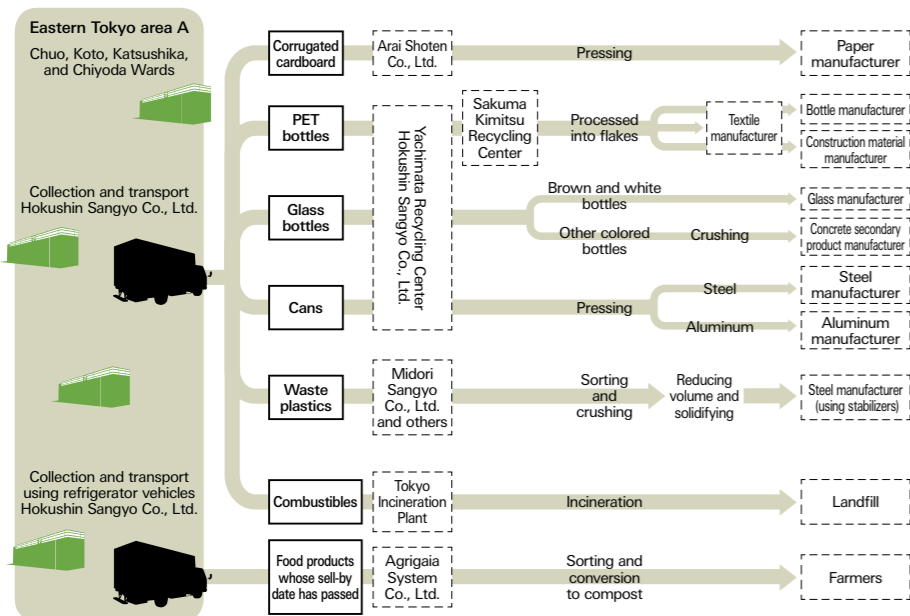 Eastern Tokyo area A
Chuo, Koto, Katsushika,
and Chiyoda Wards
Collection and transport
Hokushin Sangyo Co., Ltd.
Collection and transport
using refrigerator vehicles
Hokushin Sangyo Co., Ltd.
Corrugated
cardboard
Arai Shoten
Co., Ltd.
Pressing
Paper
manufacturer
PET
bottles
Yachimata Recycling Center
Hokushin Sangyo Co., Ltd.
Sakuma
Kimitsu
Recycling
Center
Processed
into flakes
Textile
manufacturer
Bottle manufacturer
Construction material
manufacturer
Glass
bottles
Brown and white
bottles
Glass manufacturer
Other colored
bottles
Crushing
Concrete secondary
product manufacturer
Cans
Pressing
Steel
Steel
manufacturer
Aluminum
Aluminum
manufacturer
Waste
plastics
Midori
Sangyo
Co., Ltd.
and others
Sorting
and
crushing
Reducing
volume and
solidifying
Steel manufacturer
(using stabilizers)
Combustibles
Tokyo
Incineration
Plant
Incineration
Landfill
Food products
whose sell-by
date has passed
Agrigaia
System
Co., Ltd.
Sorting and
conversion
to compost
Farmers